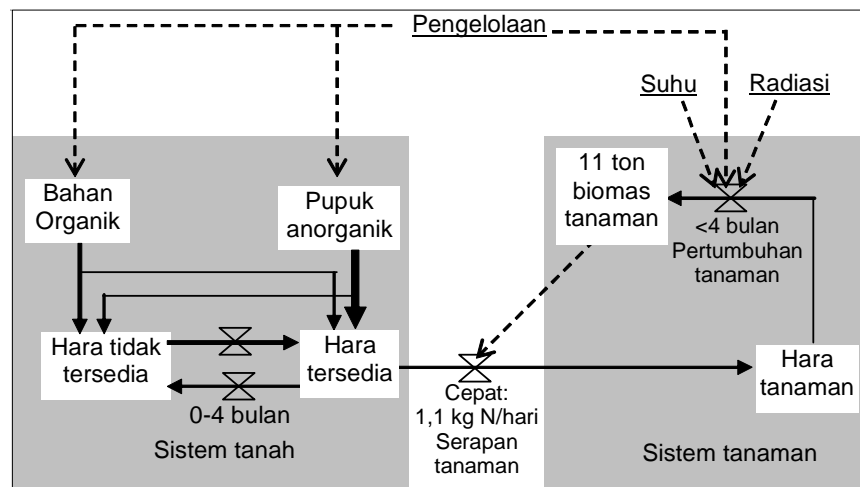 Pengelolaan
Suhu
Radiasi
Bahan
Organik
Pupuk
anorganik
11 ton
biomas
tanaman
<4 bulan
Pertumbuhan
tanaman
Hara tidak
tersedia
Hara
tersedia
Hara
tanaman
0-4 bulan
Cepat:
1,1 kg N/hari
Serapan
tanaman
Sistem tanah
Sistem tanaman